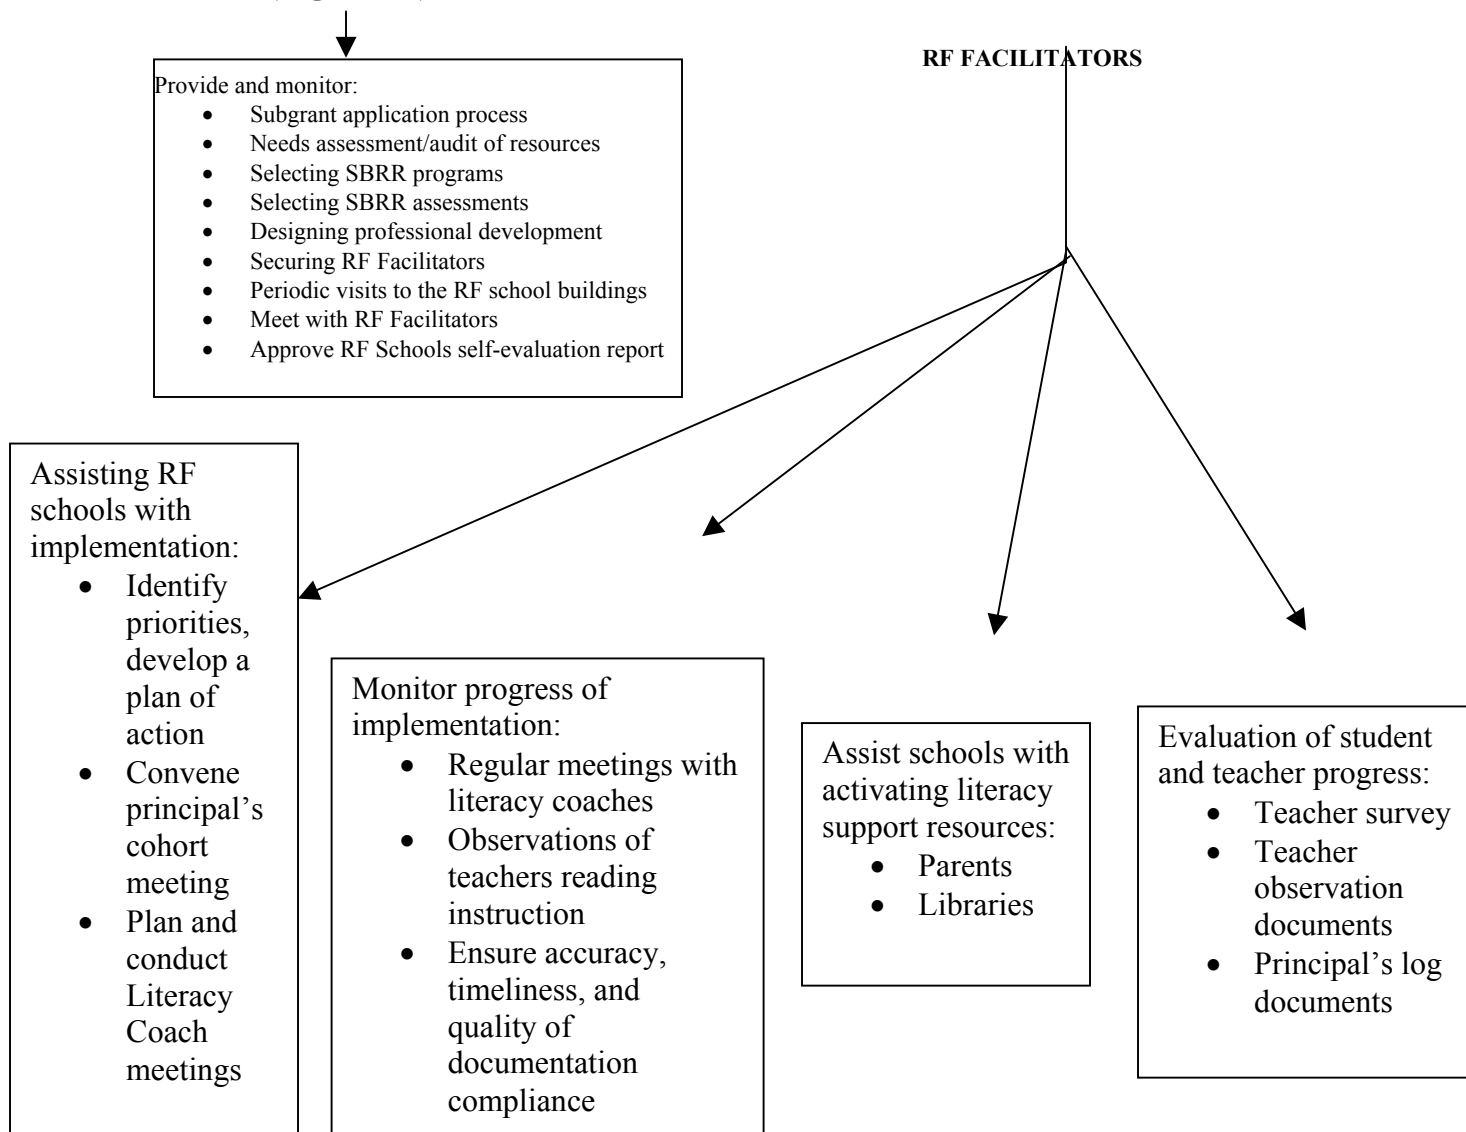 Provide and monitor:
• Subgrant application process
• Needs assessment/audit of resources
• Selecting SBRR programs
• Selecting SBRR assessments
• Designing professional development
• Securing RF Facilitators
• Periodic visits to the RF school buildings
• Meet with RF Facilitators
• Approve RF Schools self-evaluation report
RF FACILITATORS
Assisting RF
schools with
implementation:
• Identify
priorities,
develop a
plan of
action
• Convene
principal’s
cohort
meeting
• Plan and
conduct
Literacy
Coach
meetings
Monitor progress of
implementation:
• Regular meetings with
literacy coaches
• Observations of
teachers reading
instruction
• Ensure accuracy,
timeliness, and
quality of
documentation
compliance
Assist schools with
activating literacy
support resources:
• Parents
• Libraries
Evaluation of student
and teacher progress:
• Teacher survey
• Teacher
observation
documents
• Principal’s log
documents